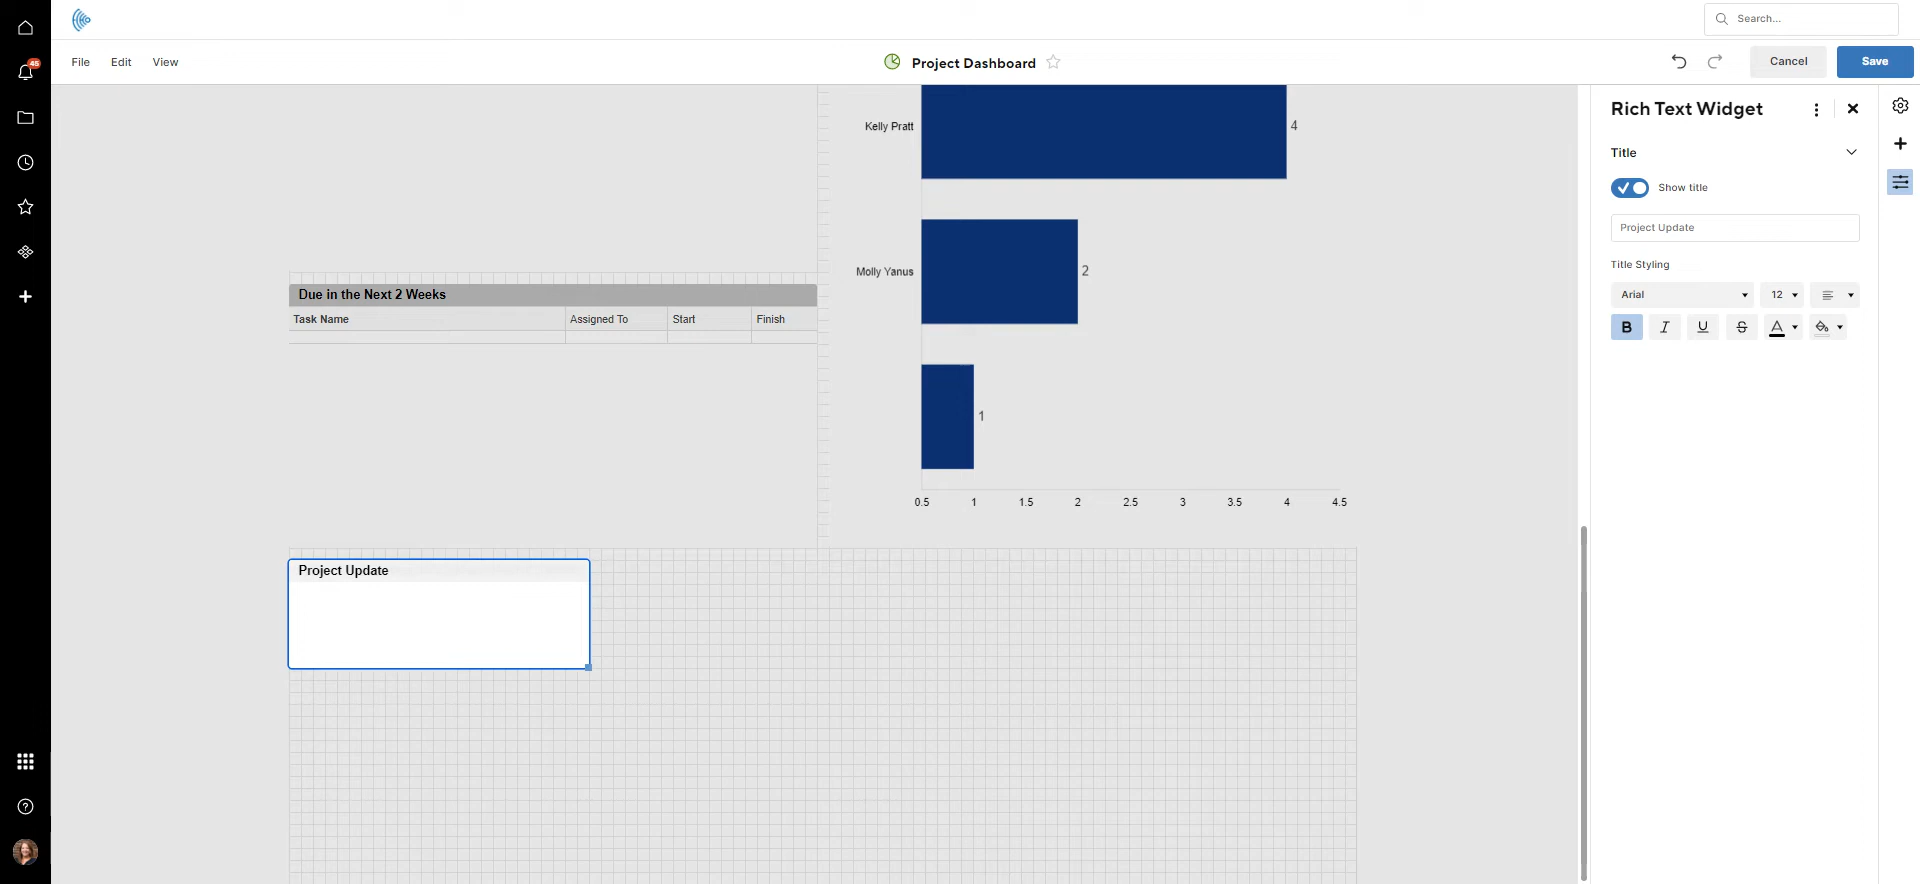 Search...
45
File Edit View
Project Dashboard
Cancel
Save
Rich Text Widget
Title
Show title
Project Update
Title Styling
Arial
12
B I U S A
Kelly Pratt
4
Molly Yanus
2
1
0.5 1 1.5 2 2.5 3 3.5 4 4.5
Due in the Next 2 Weeks
Task Name Assigned To Start Finish
Project Update